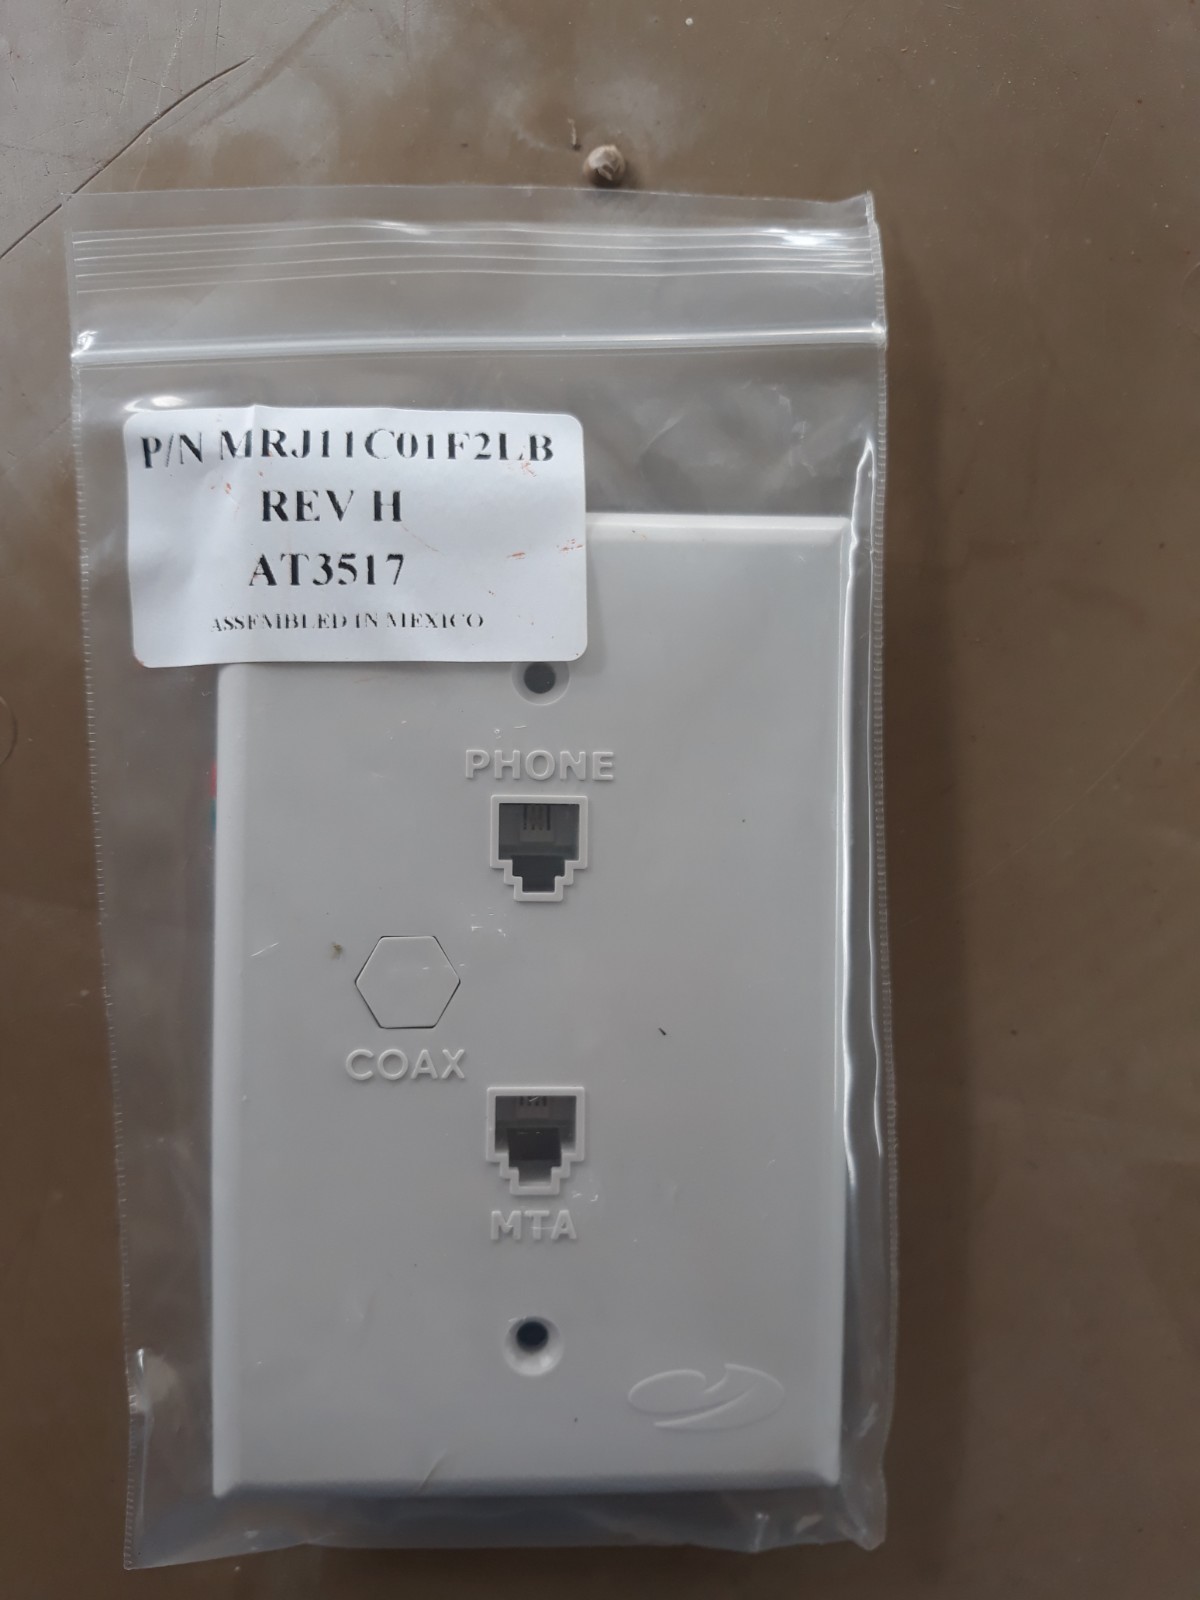 P/N MRJ11C01F2LB
REV H
AT3517
ASSEMBLED IN MEXICO
PHONE
COAX
MTA